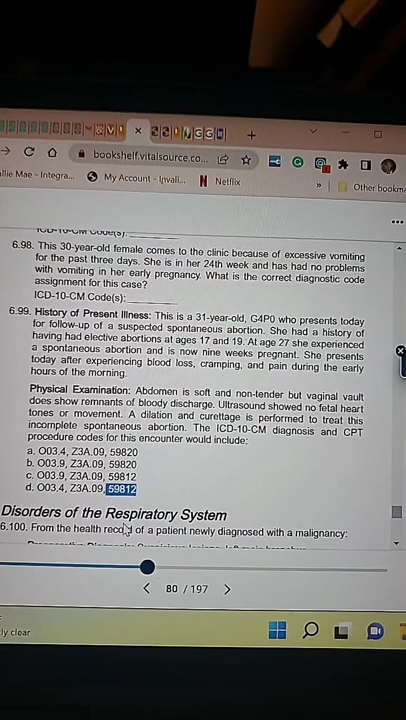 bookshelf.vitalsource.co...
llie Mae - Integra...
My Account - Invali...
Netflix
»
Other bookma
ICD-10-CM Code(s):
6.98. This 30-year-old female comes to the clinic because of excessive vomiting
for the past three days. She is in her 24th week and has had no problems
with vomiting in her early pregnancy. What is the correct diagnostic code
assignment for this case?
ICD-10-CM Code(s):
6.99. History of Present Illness: This is a 31-year-old, G4P0 who presents today
for follow-up of a suspected spontaneous abortion. She had a history of
having had elective abortions at ages 17 and 19. At age 27 she experienced
a spontaneous abortion and is now nine weeks pregnant. She presents
today after experiencing blood loss, cramping, and pain during the early
hours of the morning.
Physical Examination: Abdomen is soft and non-tender but vaginal vault
does show remnants of bloody discharge. Ultrasound showed no fetal heart
tones or movement. A dilation and curettage is performed to treat this
incomplete spontaneous abortion. The ICD-10-CM diagnosis and CPT
procedure codes for this encounter would include:
a. O03.4, Z3A.09, 59820
b. O03.9, Z3A.09, 59820
c. O03.9, Z3A.09, 59812
d. O03.4, Z3A.09, 59812
Disorders of the Respiratory System
6.100. From the health record of a patient newly diagnosed with a malignancy:
< 80 / 197 >
ly clear